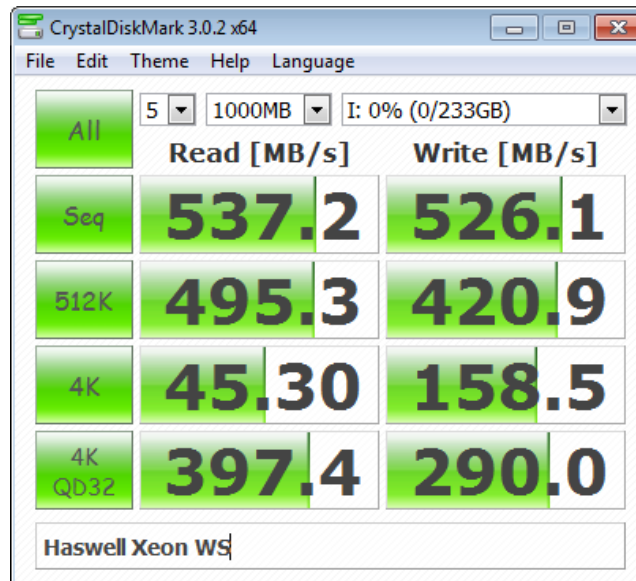 CrystalDiskMark 3.0.2 x64
File Edit Theme Help Language
All 5 1000MB I: 0% (0/233GB)
Read [MB/s] Write [MB/s]
Seq 537.2 526.1
512K 495.3 420.9
4K 45.30 158.5
4K QD32 397.4 290.0
Haswell Xeon WS